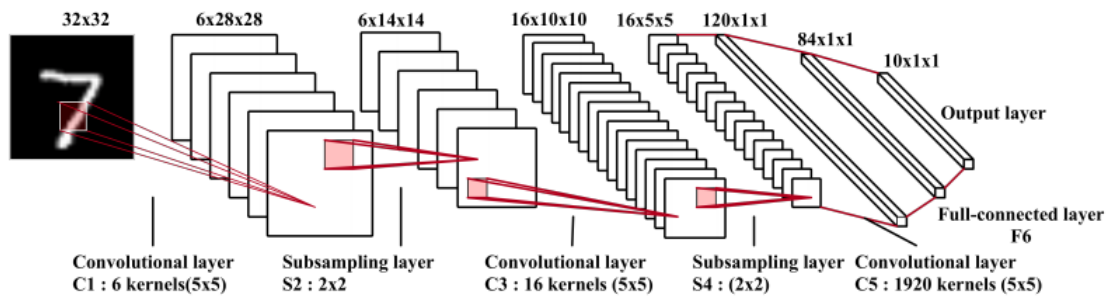 32x32
6x28x28
6x14x14
16x10x10
16x5x5
120x1x1
84x1x1
10x1x1
Output layer
Full-connected layer
F6
Convolutional layer
C1 : 6 kernels(5x5)
Subsampling layer
S2 : 2x2
Convolutional layer
C3 : 16 kernels (5x5)
Subsampling layer
S4 : (2x2)
Convolutional layer
C5 : 1920 kernels (5x5)